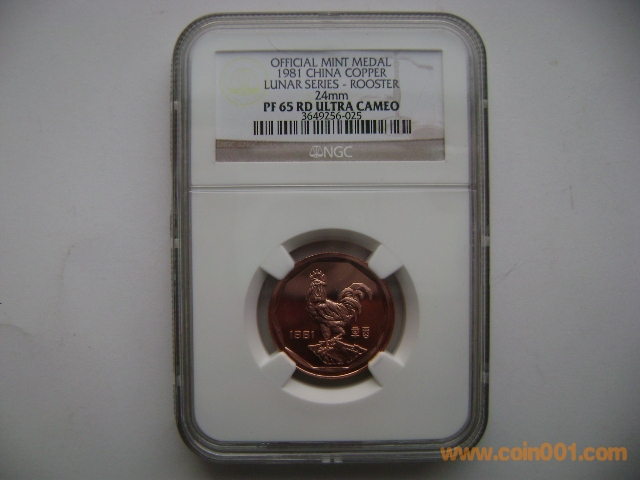 OFFICIAL MINT MEDAL
1981 CHINA COPPER
LUNAR SERIES - ROOSTER
24mm
PF 65 RD ULTRA CAMEO
3649256-025
NGC
1981
www.coin001.com